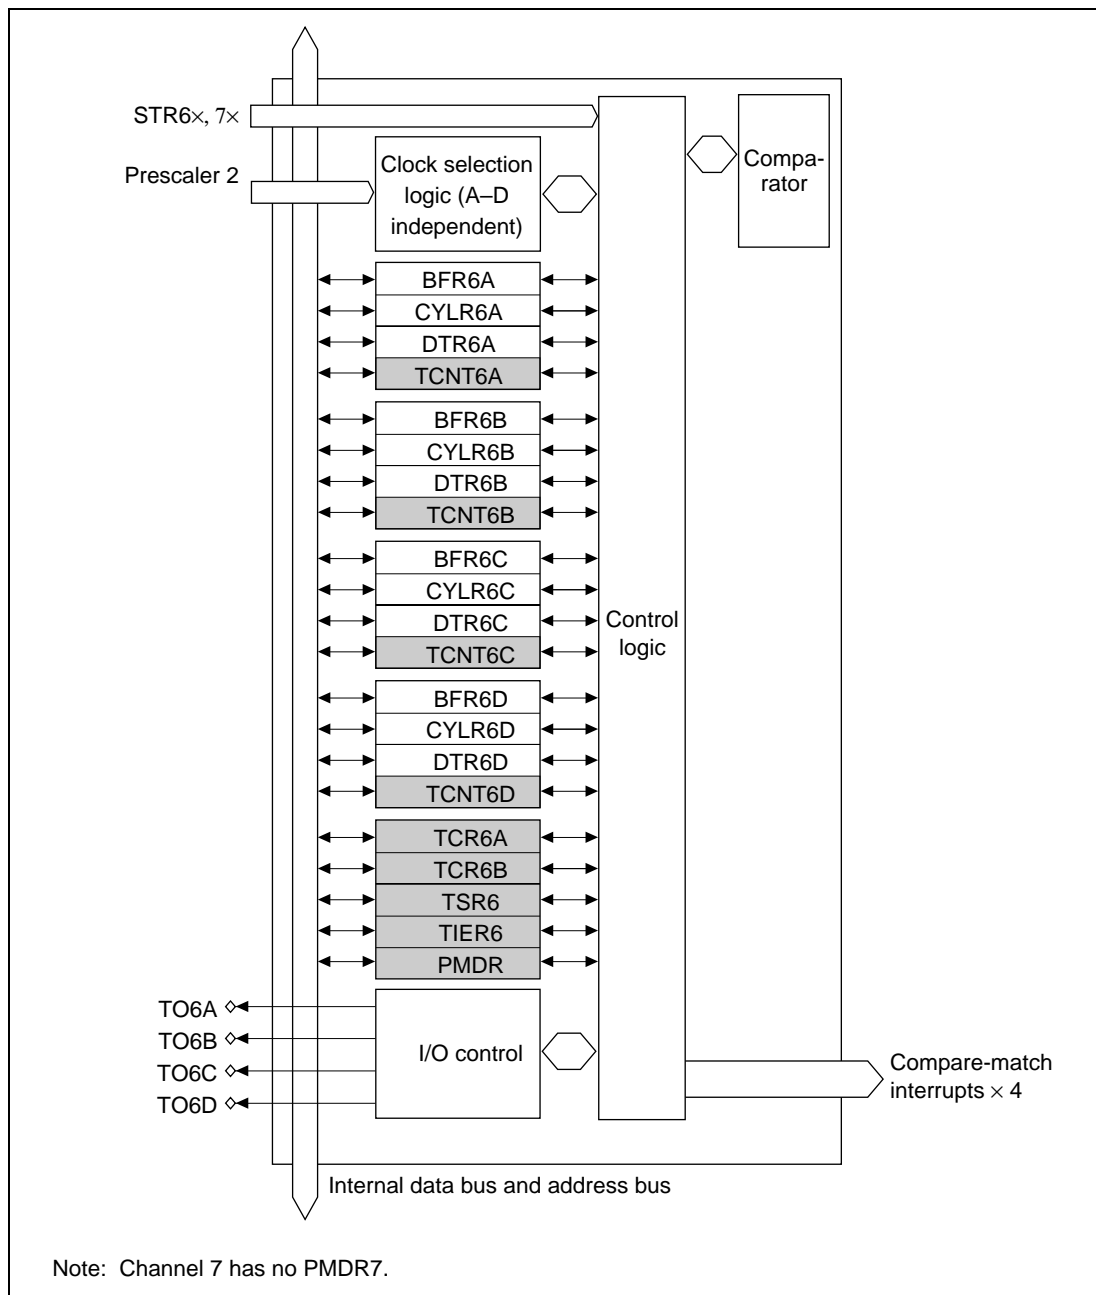 STR6×, 7×
Prescaler 2
Clock selection
logic (A–D
independent)
Compa-
rator
BFR6A
CYLR6A
DTR6A
TCNT6A
BFR6B
CYLR6B
DTR6B
TCNT6B
BFR6C
CYLR6C
DTR6C
TCNT6C
Control
logic
BFR6D
CYLR6D
DTR6D
TCNT6D
TCR6A
TCR6B
TSR6
TIER6
PMDR
TO6A
TO6B
TO6C
TO6D
I/O control
Compare-match
interrupts × 4
Internal data bus and address bus
Note: Channel 7 has no PMDR7.